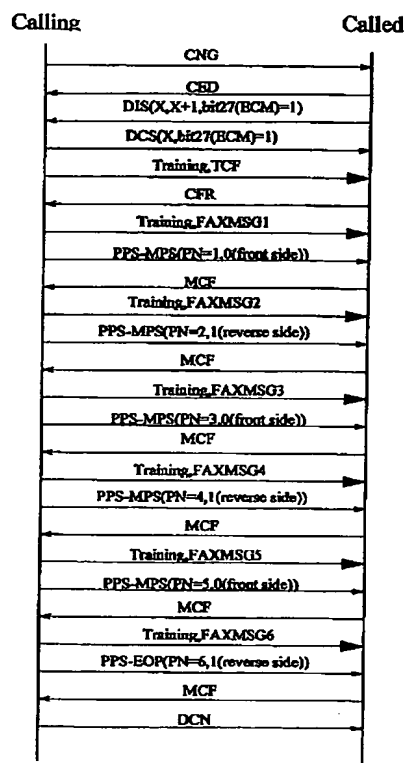 Calling
Called
CNG
CED
DIS(X,X+1,bit27(ECM)=1)
DCS(X,bit27(ECM)=1)
Training,TCF
CFR
Training,FAXMSG1
PPS-MPS(PN=1,0(front side))
MCF
Training,FAXMSG2
PPS-MPS(PN=2,1(reverse side))
MCF
Training,FAXMSG3
PPS-MPS(PN=3,0(front side))
MCF
Training,FAXMSG4
PPS-MPS(PN=4,1(reverse side))
MCF
Training,FAXMSG5
PPS-MPS(PN=5,0(front side))
MCF
Training,FAXMSG6
PPS-EOP(PN=6,1(reverse side))
MCF
DCN